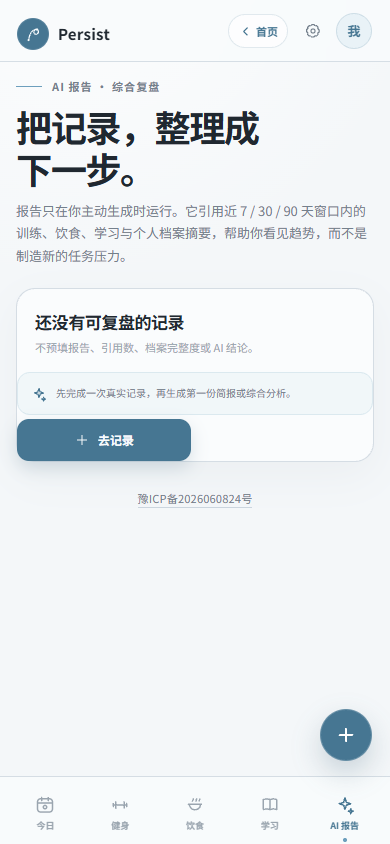 Persist
首页
我
AI 报告 · 综合复盘
把记录，整理成
下一步。
报告只在你主动生成时运行。它引用近 7 / 30 / 90 天窗口内的
训练、饮食、学习与个人档案摘要，帮助你看见趋势，而不是
制造新的任务压力。
还没有可复盘的记录
不预填报告、引用数、档案完整度或 AI 结论。
先完成一次真实记录，再生成第一份简报或综合分析。
去记录
豫ICP备2026060824号
今日
健身
饮食
学习
AI 报告